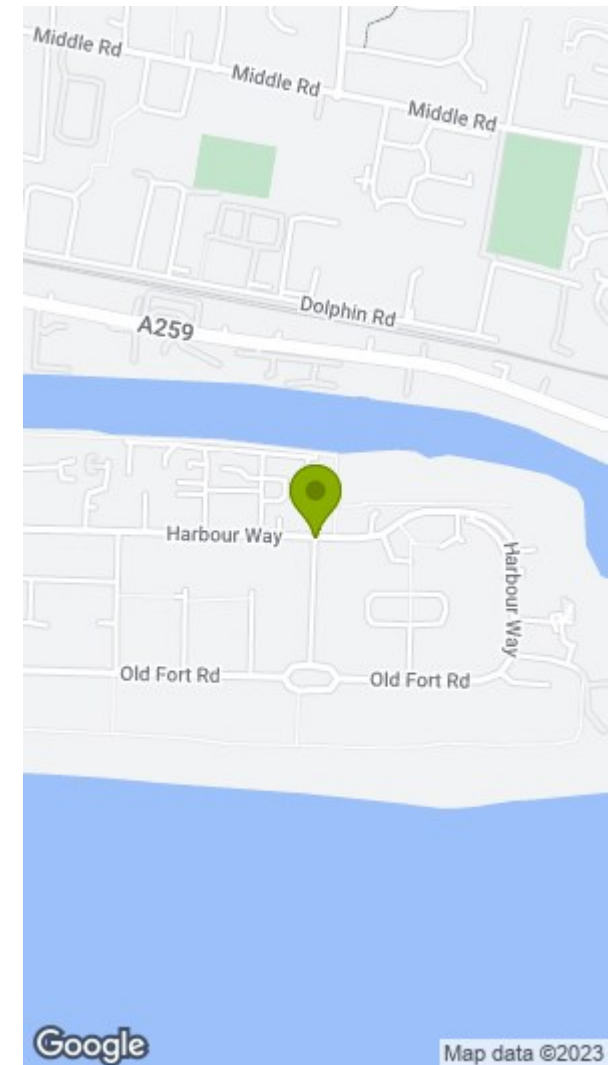 Middle Rd
Middle Rd
Middle Rd
Dolphin Rd
A259
Harbour Way
Harbour Way
Old Fort Rd
Old Fort Rd
Google
Map data ©2023